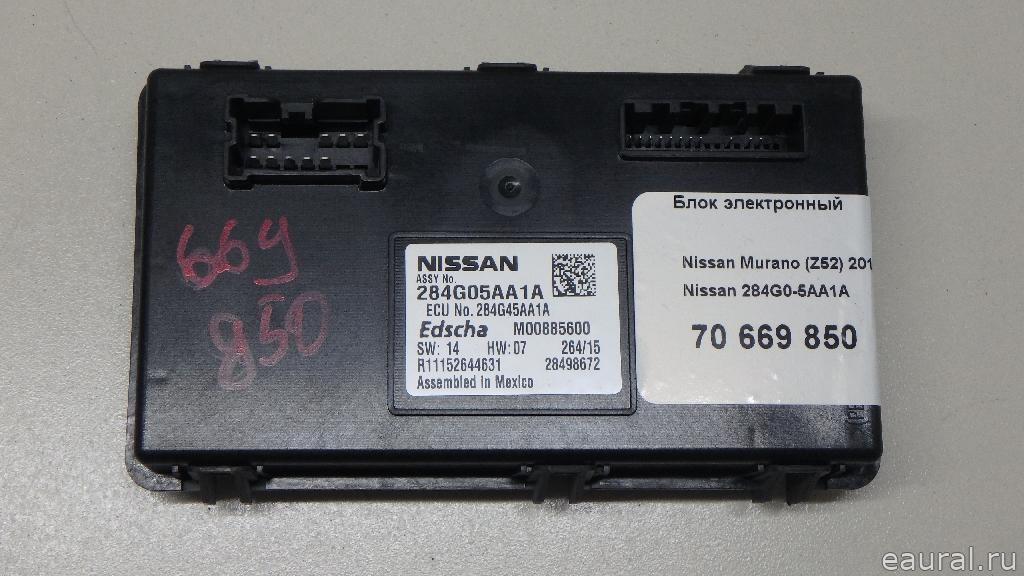 669
850
NISSAN
ASSY No.
284G05AA1A
ECU No. 284G45AA1A
Edscha M00885600
SW: 14 HW: 07 264/15
R11152644631 28498672
Assembled in Mexico
Блок электронный
Nissan Murano (Z52) 201
Nissan 284G0-5AA1A
70 669 850
eaural.ru